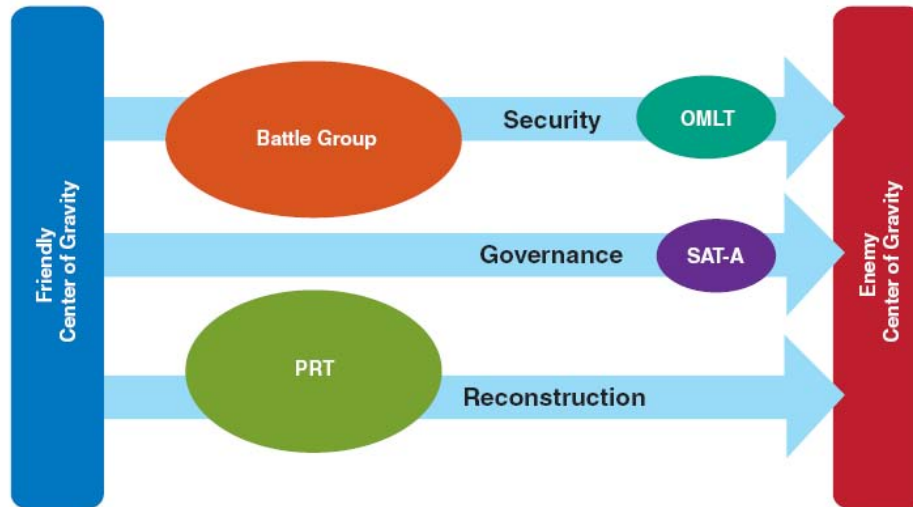 Friendly
Center of Gravity
Battle Group
Security
OMLT
Governance
SAT-A
PRT
Reconstruction
Enemy
Center of Gravity